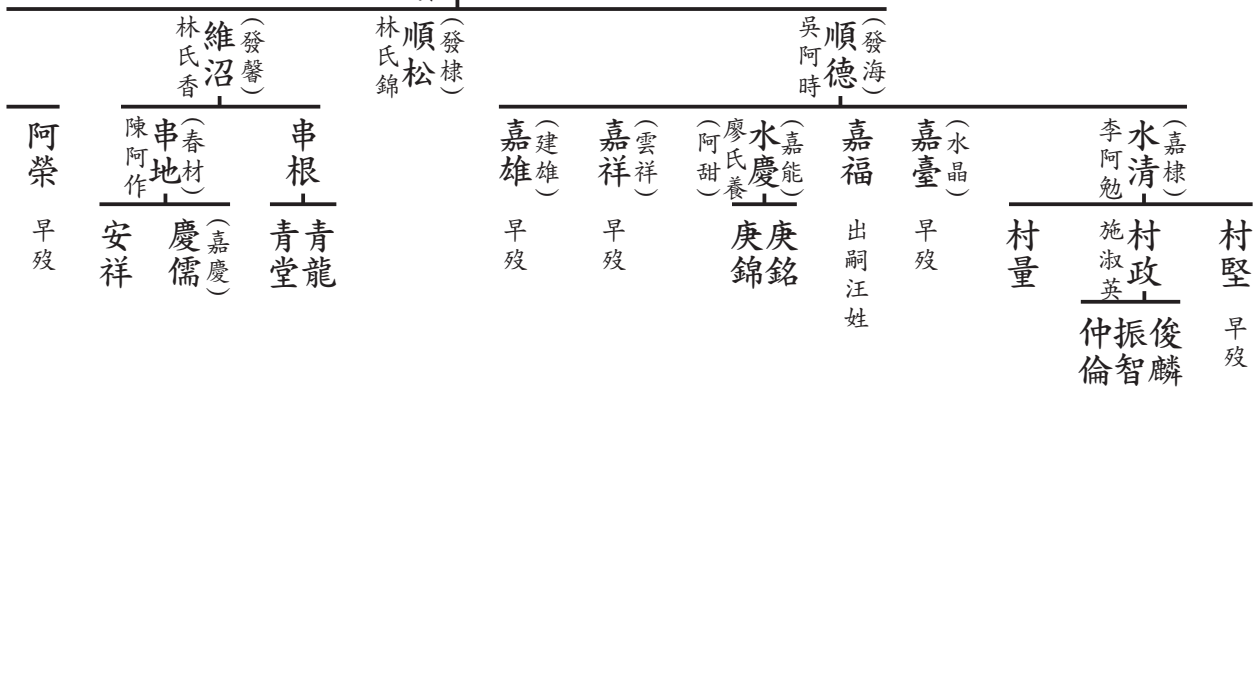 (發海)
順德
吳阿時
(發棣)
順松
林氏錦
(發馨)
維沼
林氏香
(嘉棣)
水清
李阿勉
(水晶)
嘉臺
早歿
嘉福
出嗣汪姓
(嘉能)
水慶
廖氏養
(阿甜)
(雲祥)
嘉祥
早歿
(建雄)
嘉雄
早歿
串根
(春材)
串地
陳阿作
阿榮
早歿
村堅
早歿
村政
施淑英
村量
庚銘
庚錦
青龍
青堂
(嘉慶)
慶儒
安祥
俊麟
振智
仲倫